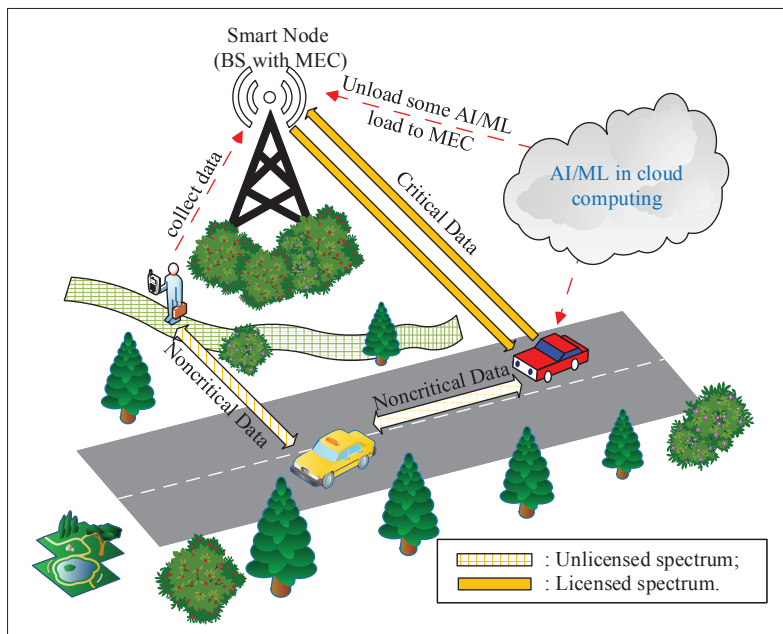 Smart Node
(BS with MEC)
Unload some AI/ML
load to MEC
AI/ML in cloud
computing
collect data
Critical Data
Noncritical Data
Noncritical Data
: Unlicensed spectrum;
: Licensed spectrum.